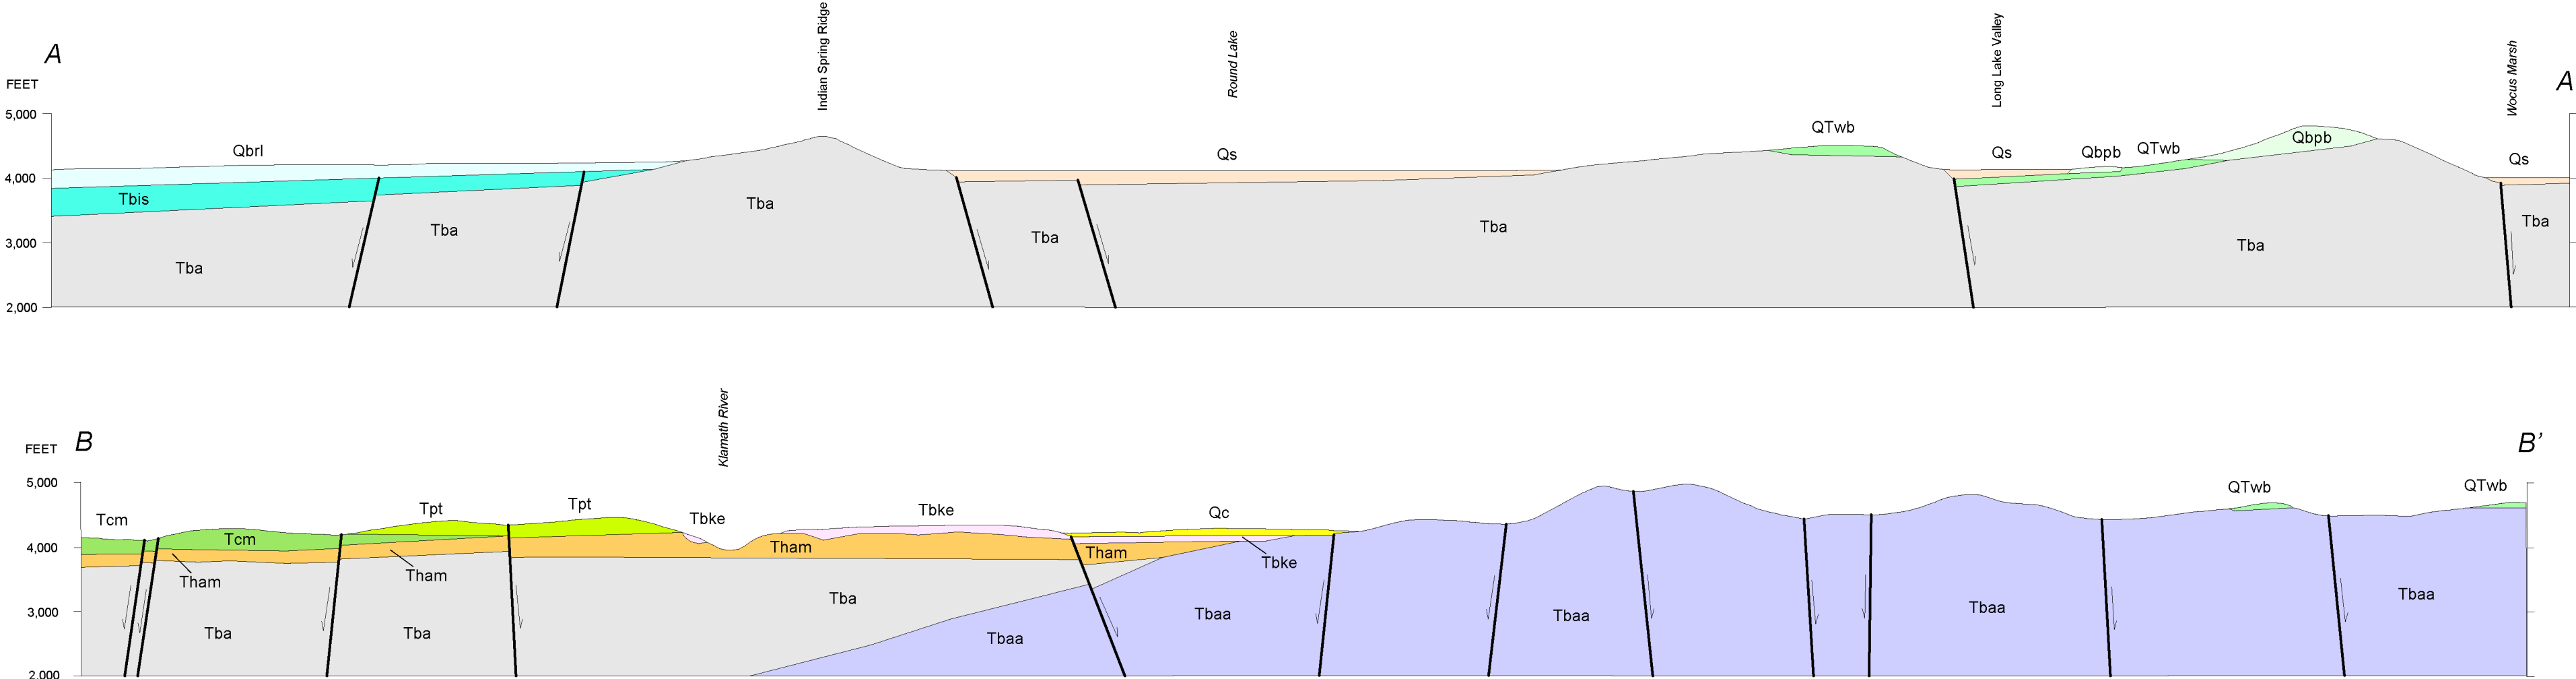 A
FEET
5,000
4,000
3,000
2,000
Indian Spring Ridge
Round Lake
Long Lake Valley
Wocus Marsh
A
Qbrl
Tbis
Tba
Tba
Tba
Tba
Qs
Tba
QTwb
Qs
Qbpb
QTwb
Qbpb
Tba
Qs
Tba
B
FEET
5,000
4,000
3,000
2,000
Klamath River
B’
Tcm
Tcm
Tham
Tba
Tpt
Tham
Tba
Tpt
Tbke
Tham
Tbke
Tba
Tbaa
Tham
Qc
Tbke
Tbaa
Tbaa
Tbaa
QTwb
Tbaa
QTwb